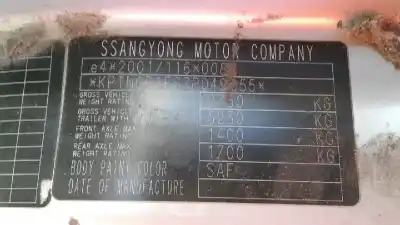 SSANGYONG MOTOR COMPANY
e4*2001/116*008
GROSS VEHICLE
WEIGHT RATING KG
GROSS VEHICLE
TRAILER WITH KG
FRONT AXLE MAX
WEIGHT RATING 1400 KG
REAR AXLE MAX
WEIGHT RATING 1700 KG
BODY PAINT COLOR SAF
DATE OF MANUFACTURE